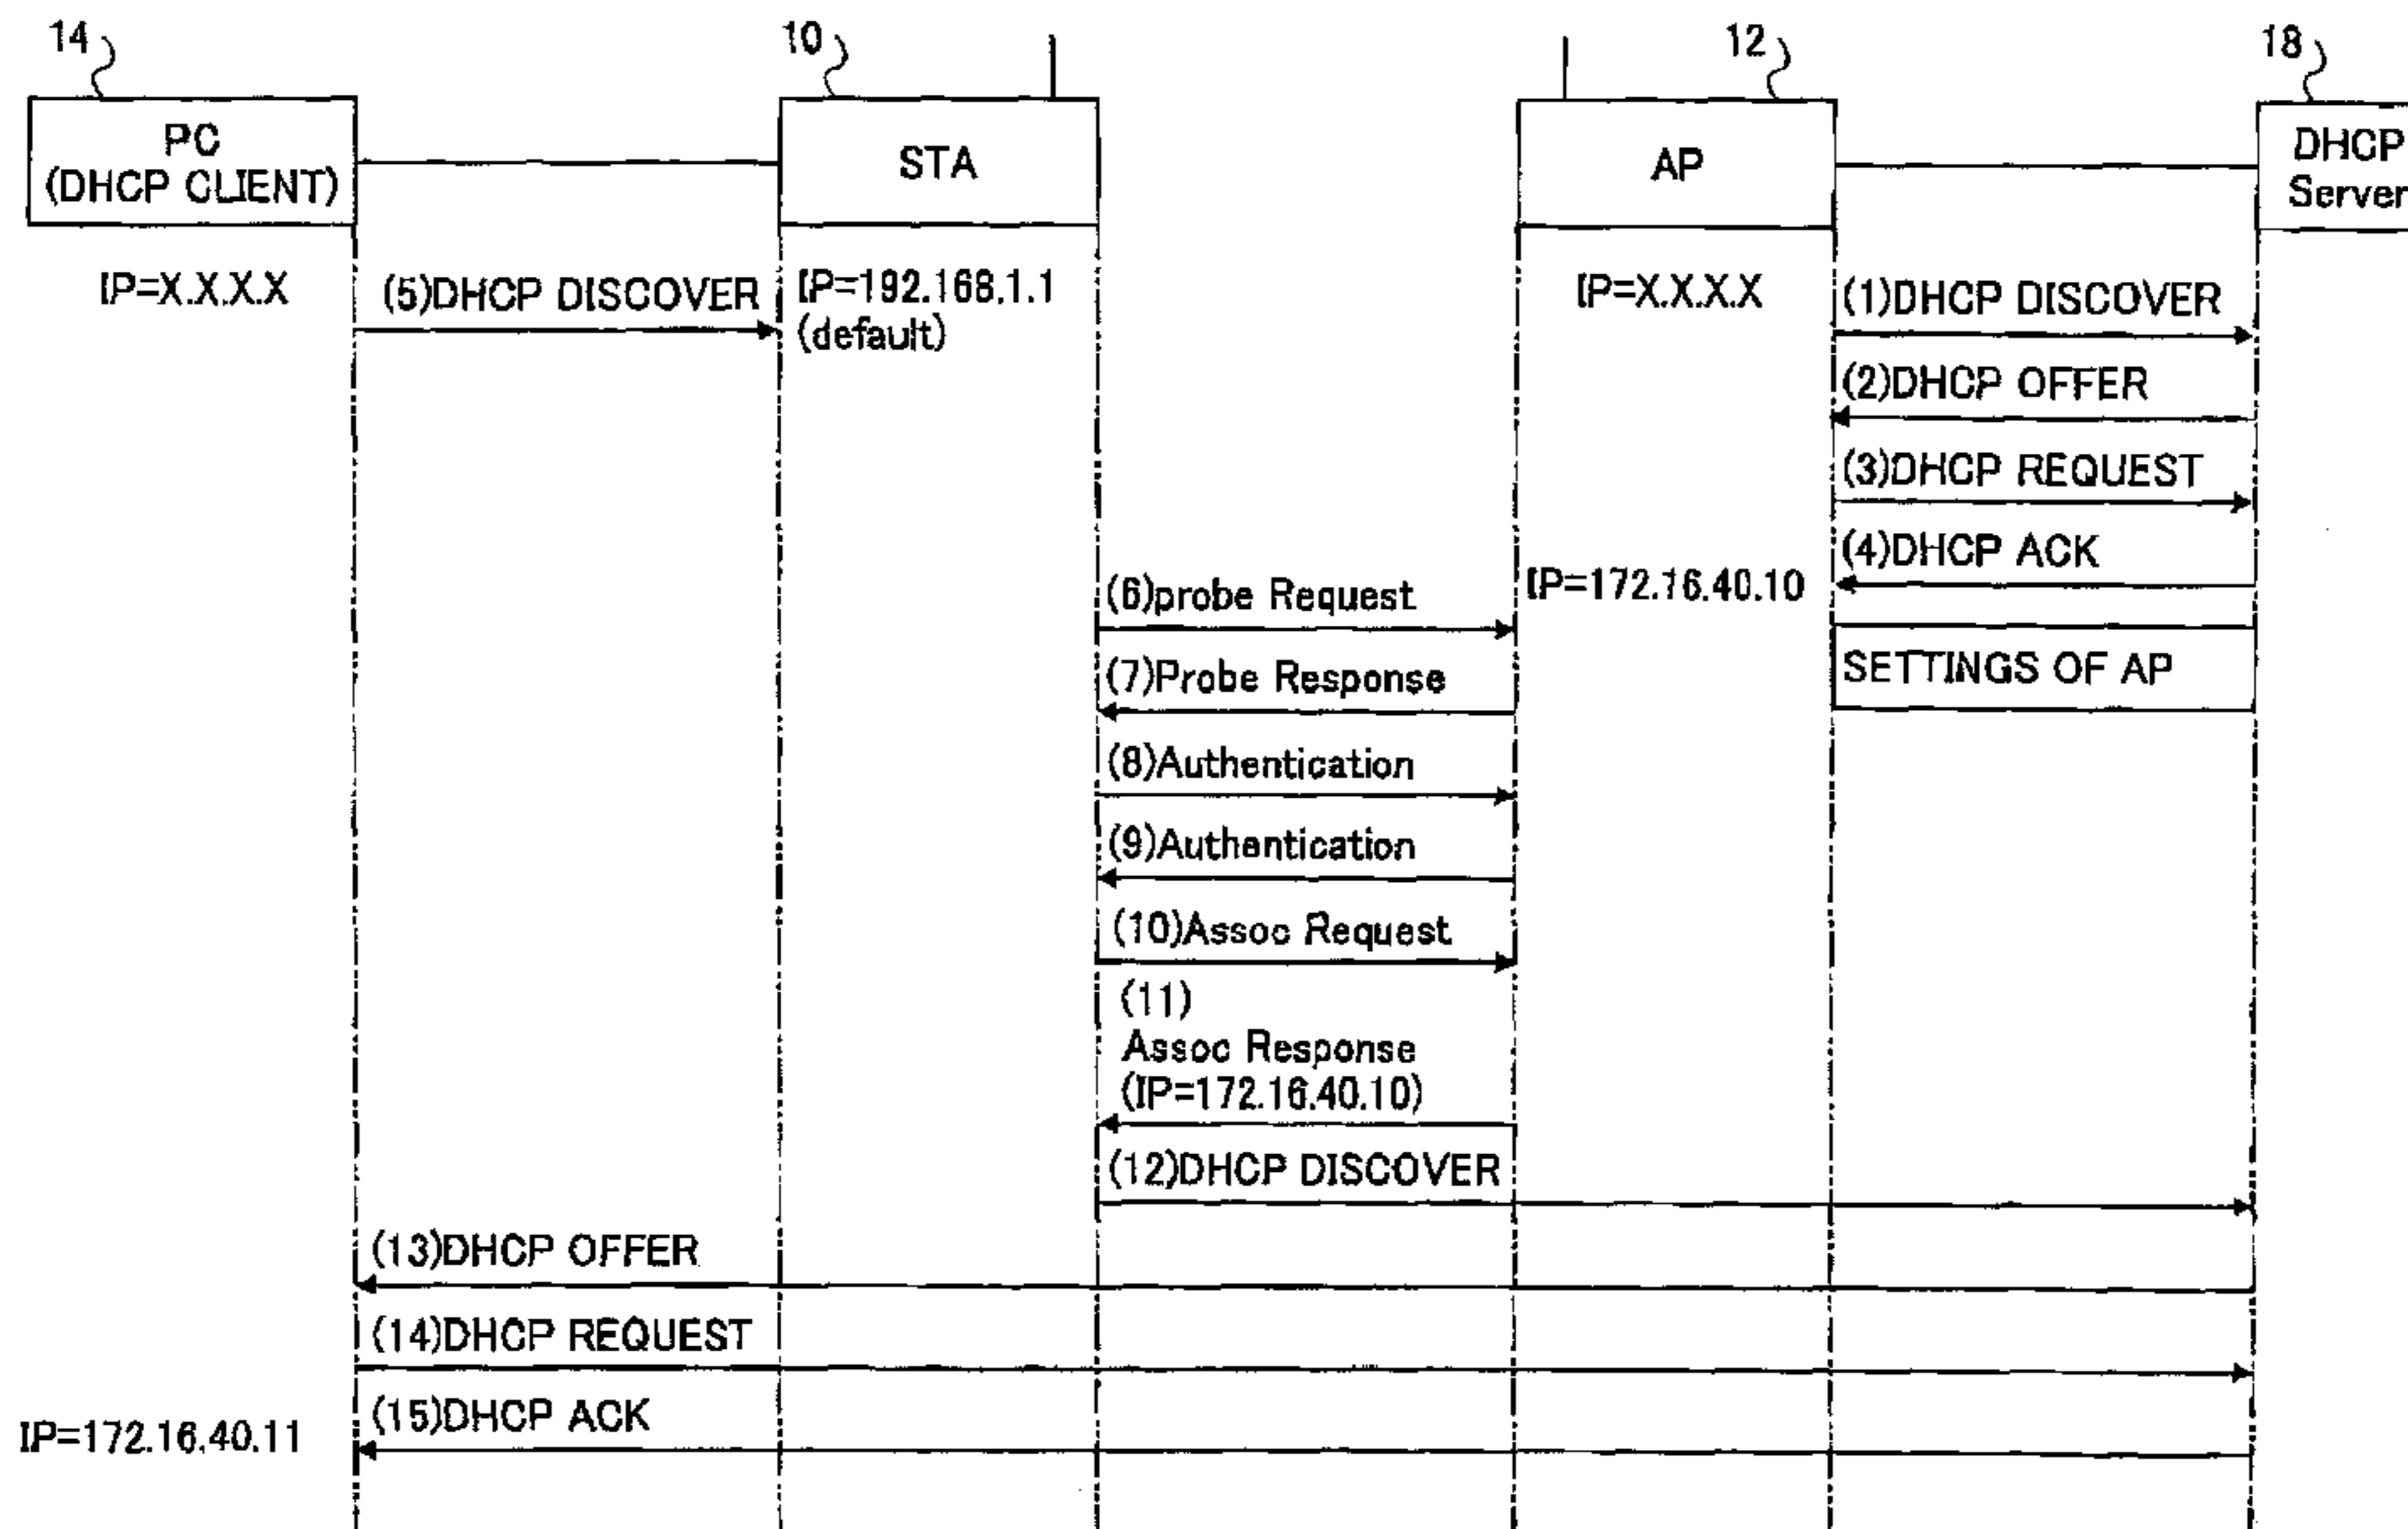 14
10
12
18
PC
(DHCP CLIENT)
STA
AP
DHCP
Server
IP=X.X.X.X
(5)DHCP DISCOVER
IP=192.168.1.1
(default)
IP=X.X.X.X
(1)DHCP DISCOVER
(2)DHCP OFFER
(3)DHCP REQUEST
(4)DHCP ACK
IP=172.16.40.10
(6)probe Request
SETTINGS OF AP
(7)Probe Response
(8)Authentication
(9)Authentication
(10)Assoc Request
(11)
Assoc Response
(IP=172.16.40.10)
(12)DHCP DISCOVER
(13)DHCP OFFER
(14)DHCP REQUEST
(15)DHCP ACK
IP=172.16.40.11